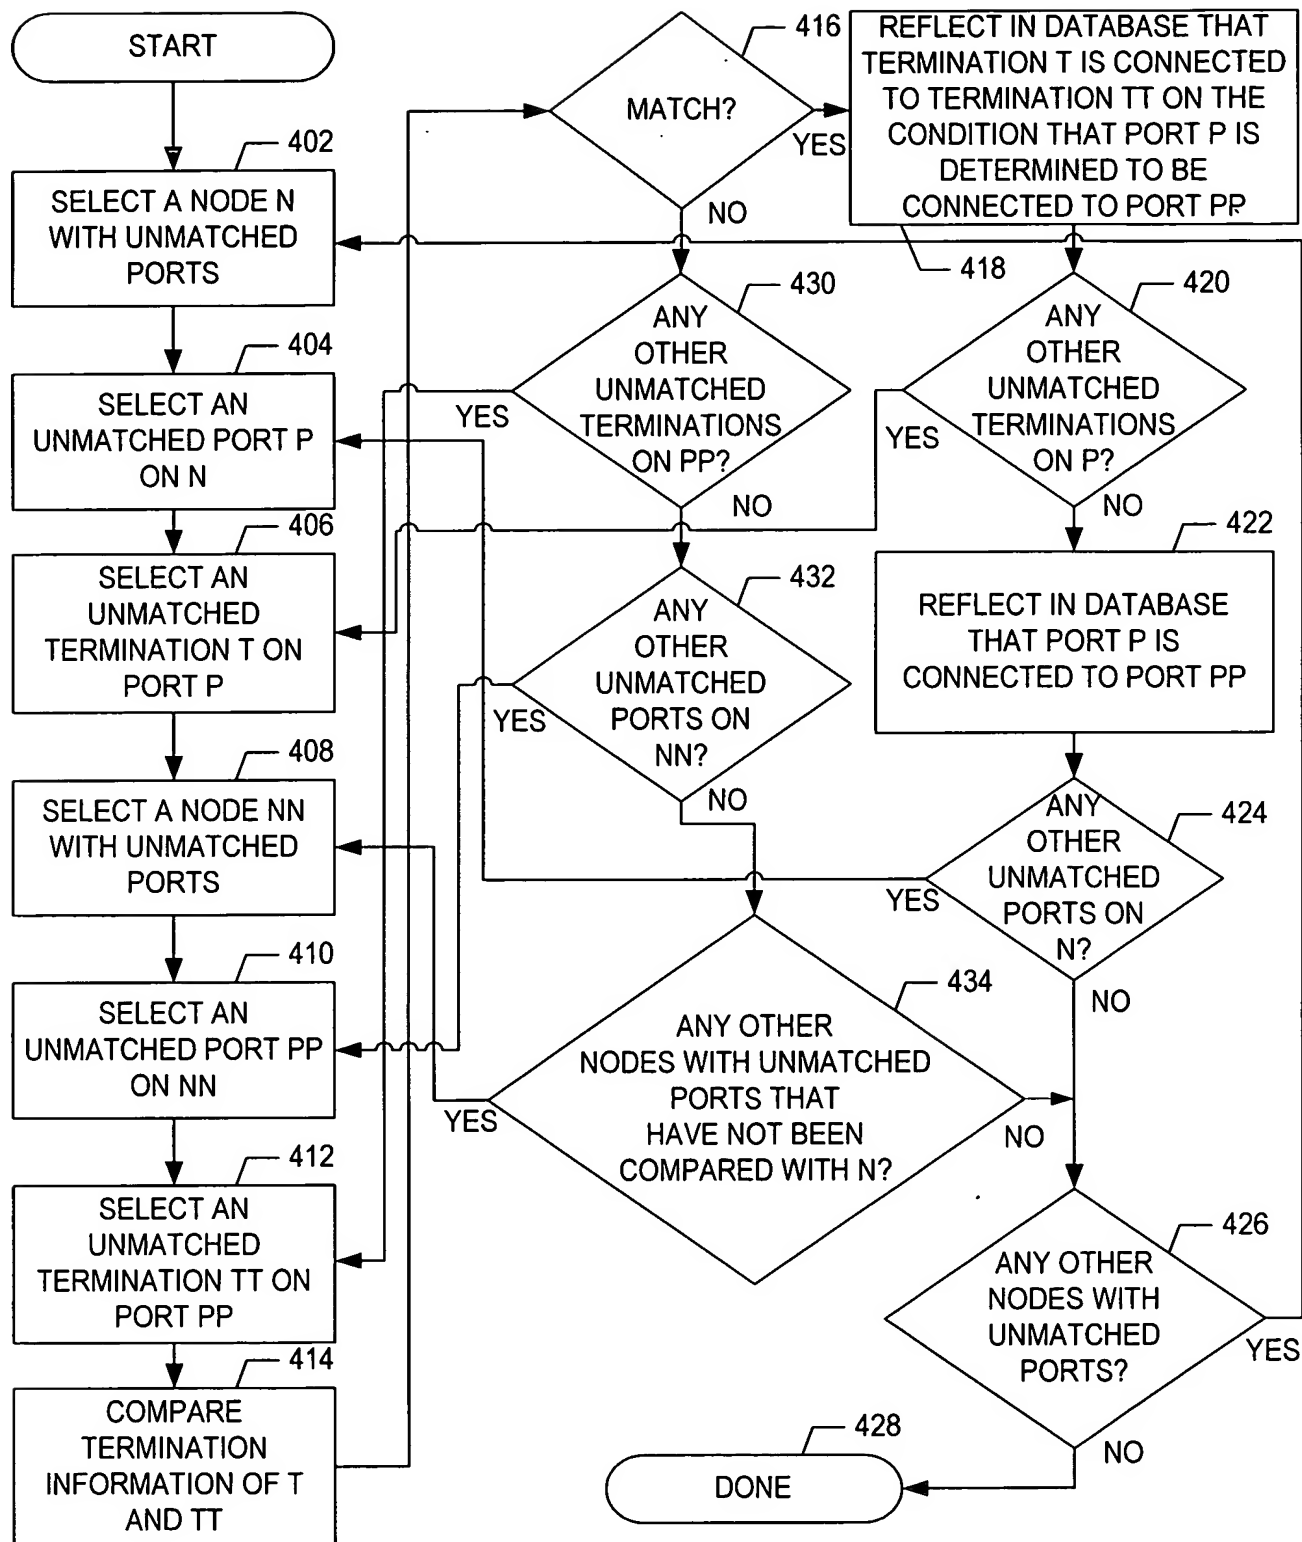 START
402
SELECT A NODE N
WITH UNMATCHED
PORTS
404
SELECT AN
UNMATCHED PORT P
ON N
406
SELECT AN
UNMATCHED
TERMINATION T ON
PORT P
408
SELECT A NODE NN
WITH UNMATCHED
PORTS
410
SELECT AN
UNMATCHED PORT PP
ON NN
412
SELECT AN
UNMATCHED
TERMINATION TT ON
PORT PP
414
COMPARE
TERMINATION
INFORMATION OF T
AND TT
416
MATCH?
YES
NO
REFLECT IN DATABASE THAT
TERMINATION T IS CONNECTED
TO TERMINATION TT ON THE
CONDITION THAT PORT P IS
DETERMINED TO BE
CONNECTED TO PORT PP
418
430
ANY
OTHER
UNMATCHED
TERMINATIONS
ON PP?
YES
NO
420
ANY
OTHER
UNMATCHED
TERMINATIONS
ON P?
YES
NO
432
ANY
OTHER
UNMATCHED
PORTS ON
NN?
YES
NO
422
REFLECT IN DATABASE
THAT PORT P IS
CONNECTED TO PORT PP
424
ANY
OTHER
UNMATCHED
PORTS ON
N?
YES
NO
434
ANY OTHER
NODES WITH UNMATCHED
PORTS THAT
HAVE NOT BEEN
COMPARED WITH N?
YES
NO
426
ANY OTHER
NODES WITH
UNMATCHED
PORTS?
YES
NO
428
DONE